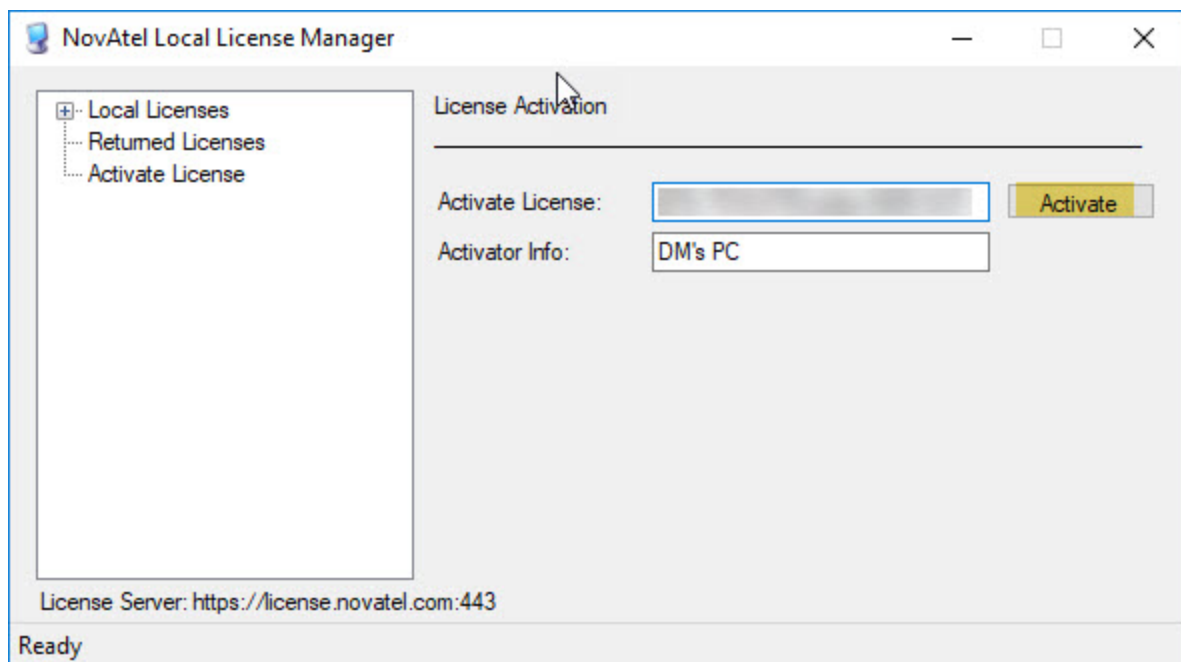 NovAtel Local License Manager
Local Licenses
Returned Licenses
Activate License
License Activation
Activate License:
Activate
Activator Info:
DM's PC
License Server: https://license.novatel.com:443
Ready